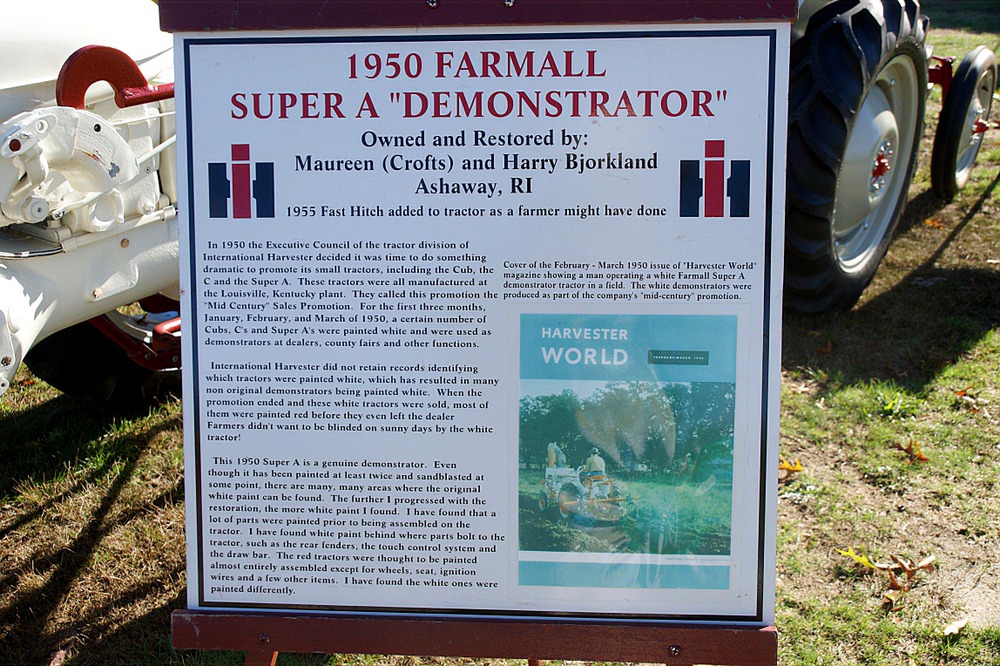 1950 FARMALL
SUPER A "DEMONSTRATOR"
Owned and Restored by:
Maureen (Crofts) and Harry Bjorkland
Ashaway, RI
1955 Fast Hitch added to tractor as a farmer might have done
In 1950 the Executive Council of the tractor division of
International Harvester decided it was time to do something
dramatic to promote its small tractors, including the Cub, the
C and the Super A. These tractors were all manufactured at
the Louisville, Kentucky plant. They called this promotion the
"Mid Century" Sales Promotion. For the first three months,
January, February, and March of 1950, a certain number of
Cubs, C's and Super A's were painted white and were used as
demonstrators at dealers, county fairs and other functions.
International Harvester did not retain records identifying
which tractors were painted white, which has resulted in many
non original demonstrators being painted white. When the
promotion ended and these white tractors were sold, most of
them were painted red before they even left the dealer
Farmers didn't want to be blinded on sunny days by the white
tractor!
This 1950 Super A is a genuine demonstrator. Even
though it has been painted at least twice and sandblasted at
some point, there are many, many areas where the original
white paint can be found. The further I progressed with the
restoration, the more white paint I found. I have found that a
lot of parts were painted prior to being assembled on the
tractor. I have found white paint behind where parts bolt to the
tractor, such as the rear fenders, the touch control system and
the draw bar. The red tractors were thought to be painted
almost entirely assembled except for wheels, seat, ignition
wires and a few other items. I have found the white ones were
painted differently.
Cover of the February - March 1950 issue of "Harvester World"
magazine showing a man operating a white Farmall Super A
demonstrator tractor in a field. The white demonstrators were
produced as part of the company's "mid-century" promotion.
HARVESTER
WORLD
FEBRUARY-MARCH 1950